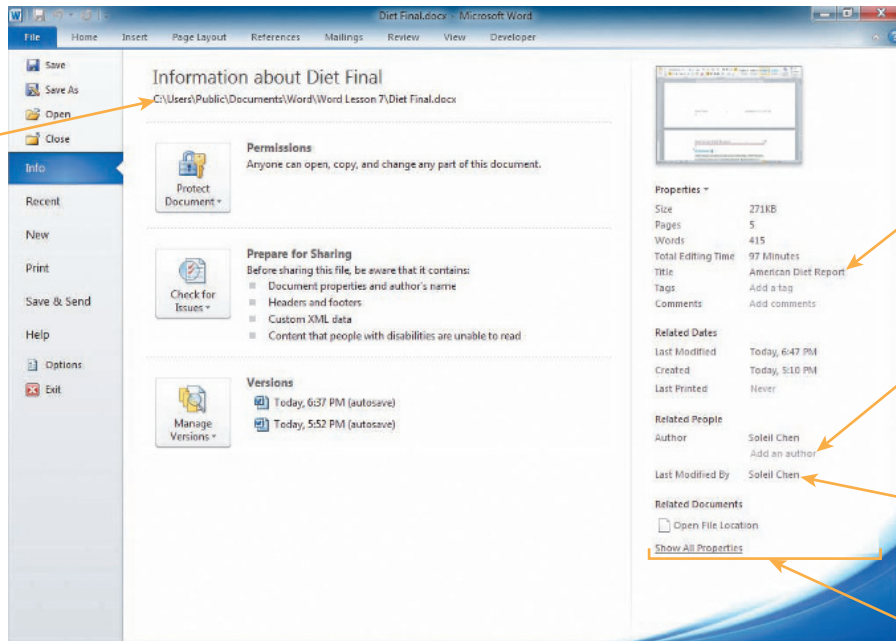 Diet Final.docx - Microsoft Word
File Home Insert Page Layout References Mailings Review View Developer
Save
Save As
Open
Close
Info
Recent
New
Print
Save & Send
Help
Options
Exit
Information about Diet Final
C:\Users\Public\Documents\Word\Word Lesson 7\Diet Final.docx
Protect
Document
Permissions
Anyone can open, copy, and change any part of this document.
Check for
Issues
Prepare for Sharing
Before sharing this file, be aware that it contains:
Document properties and author's name
Headers and footers
Custom XML data
Content that people with disabilities are unable to read
Manage
Versions
Versions
Today, 6:37 PM (autosave)
Today, 5:52 PM (autosave)
Properties
Size 271KB
Pages 5
Words 415
Total Editing Time 97 Minutes
Title American Diet Report
Tags Add a tag
Comments Add comments
Related Dates
Last Modified Today, 6:47 PM
Created Today, 5:10 PM
Last Printed Never
Related People
Author Soleil Chen
Add an author
Last Modified By Soleil Chen
Related Documents
Open File Location
Show All Properties